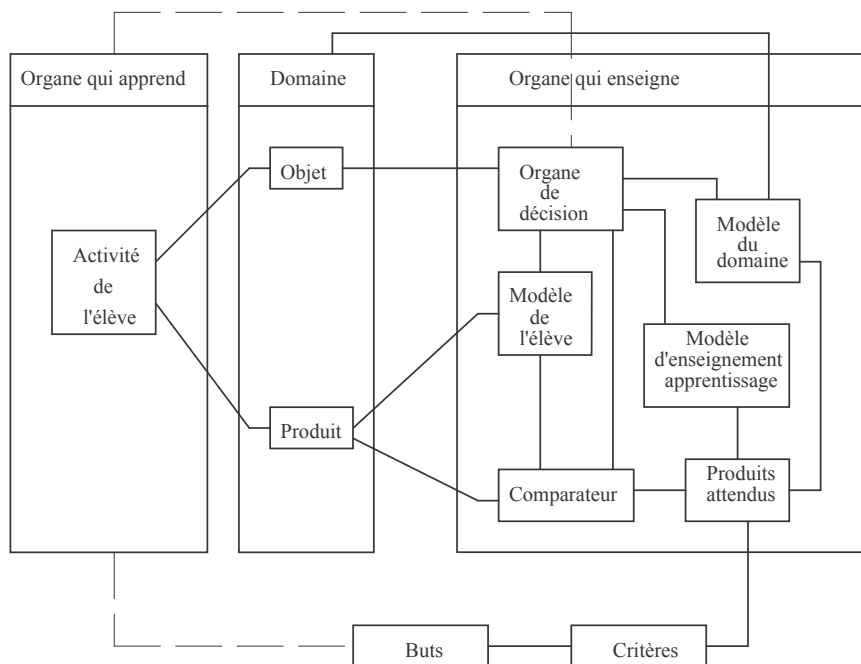 Organe qui apprend
Domaine
Organe qui enseigne
Activité
de
l'élève
Objet
Produit
Organe
de
décision
Modèle
de
l'élève
Comparateur
Modèle
du
domaine
Modèle
d'enseignement
apprentissage
Produits
attendus
Buts
Critères